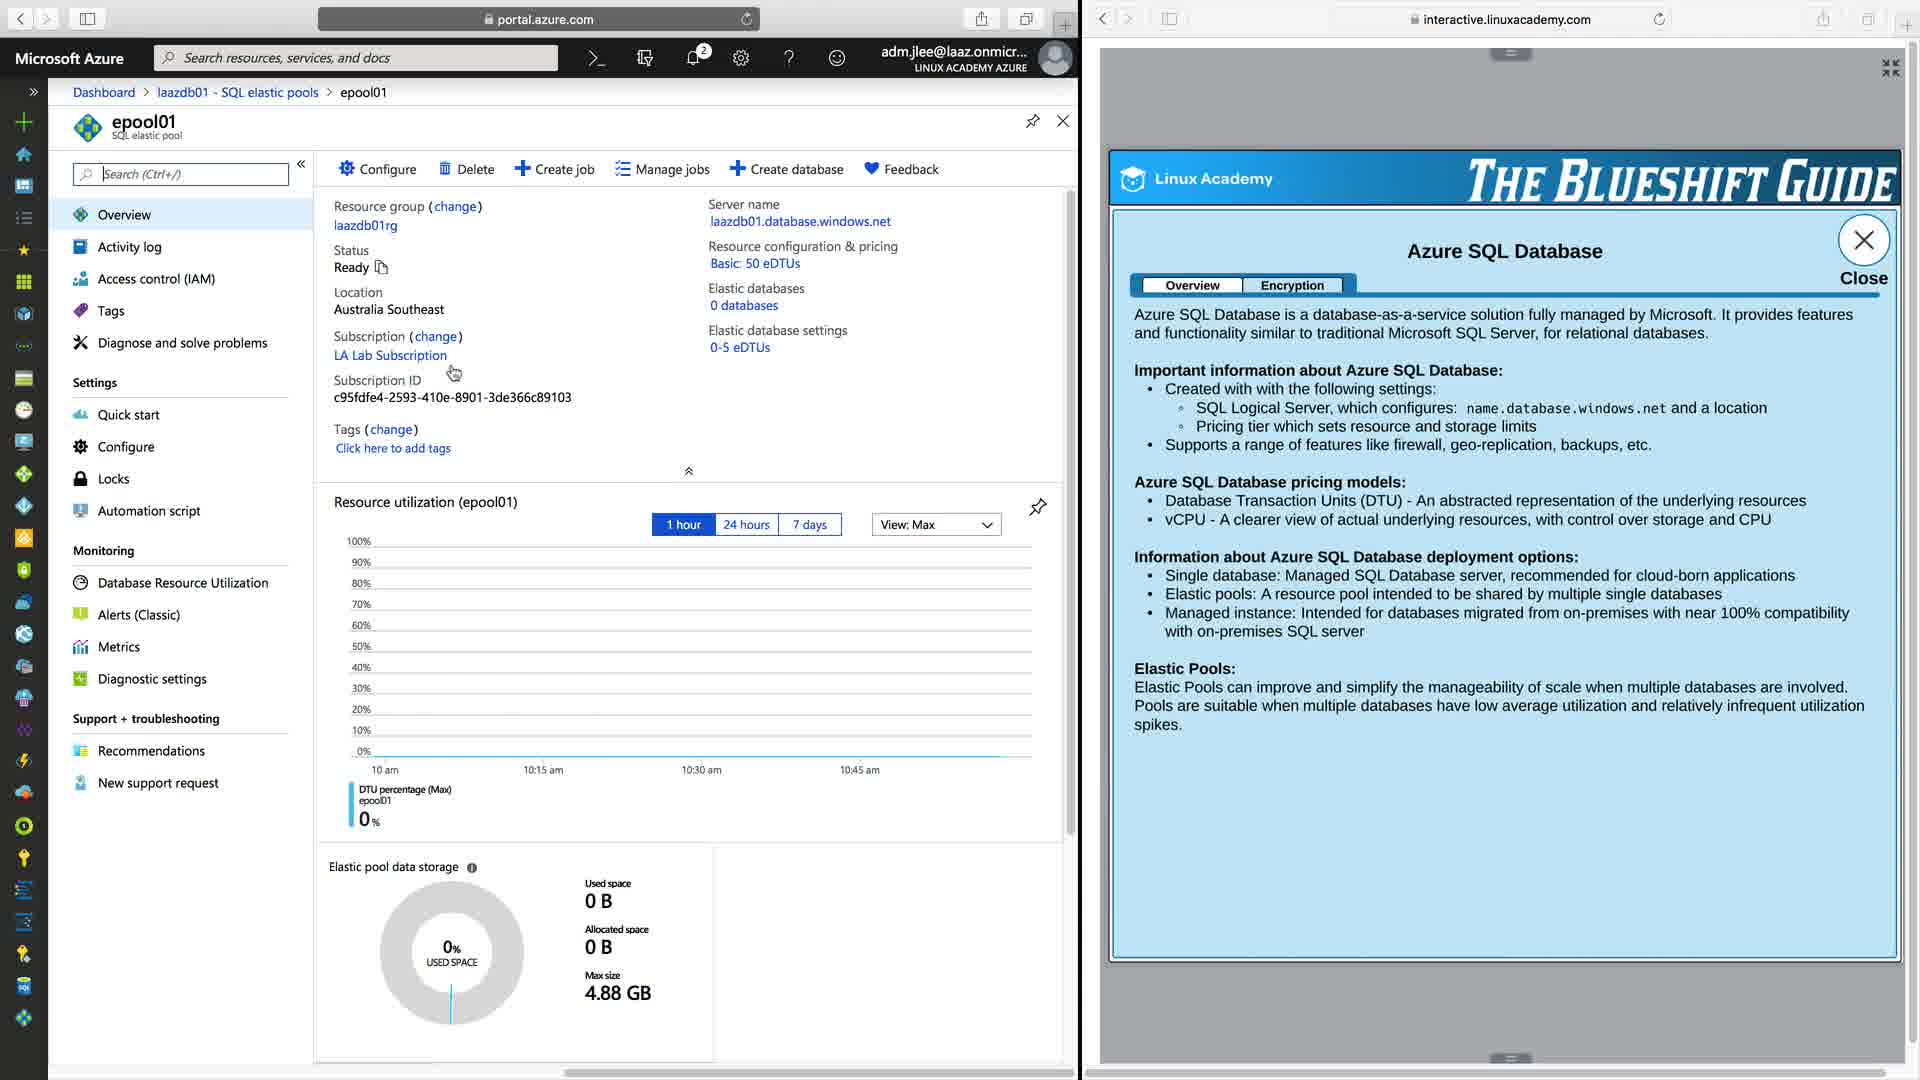 portal.azure.com
Microsoft Azure
Search resources, services, and docs
2
adm.jlee@laaz.onmicr...
LINUX ACADEMY AZURE
Dashboard > laazdb01 - SQL elastic pools > epool01
epool01
SQL elastic pool
Search (Ctrl+/)
Overview
Activity log
Access control (IAM)
Tags
Diagnose and solve problems
Settings
Quick start
Configure
Locks
Automation script
Monitoring
Database Resource Utilization
Alerts (Classic)
Metrics
Diagnostic settings
Support + troubleshooting
Recommendations
New support request
Configure
Delete
Create job
Manage jobs
Create database
Feedback
Resource group (change)
laazdb01rg
Status
Ready
Location
Australia Southeast
Subscription (change)
LA Lab Subscription
Subscription ID
c95fdfe4-2593-410e-8901-3de366c89103
Tags (change)
Click here to add tags
Server name
laazdb01.database.windows.net
Resource configuration & pricing
Basic: 50 eDTUs
Elastic databases
0 databases
Elastic database settings
0-5 eDTUs
Resource utilization (epool01)
1 hour
24 hours
7 days
View: Max
100%
90%
80%
70%
60%
50%
40%
30%
20%
10%
0%
10 am
10:15 am
10:30 am
10:45 am
DTU percentage (Max)
epool01
0 %
Elastic pool data storage
0%
USED SPACE
Used space
0 B
Allocated space
0 B
Max size
4.88 GB
interactive.linuxacademy.com
Linux Academy
THE BLUESHIFT GUIDE
Azure SQL Database
Close
Overview
Encryption
Azure SQL Database is a database-as-a-service solution fully managed by Microsoft. It provides features
and functionality similar to traditional Microsoft SQL Server, for relational databases.
Important information about Azure SQL Database:
• Created with with the following settings:
◦ SQL Logical Server, which configures: name.database.windows.net and a location
◦ Pricing tier which sets resource and storage limits
• Supports a range of features like firewall, geo-replication, backups, etc.
Azure SQL Database pricing models:
• Database Transaction Units (DTU) - An abstracted representation of the underlying resources
• vCPU - A clearer view of actual underlying resources, with control over storage and CPU
Information about Azure SQL Database deployment options:
• Single database: Managed SQL Database server, recommended for cloud-born applications
• Elastic pools: A resource pool intended to be shared by multiple single databases
• Managed instance: Intended for databases migrated from on-premises with near 100% compatibility
with on-premises SQL server
Elastic Pools:
Elastic Pools can improve and simplify the manageability of scale when multiple databases are involved.
Pools are suitable when multiple databases have low average utilization and relatively infrequent utilization
spikes.